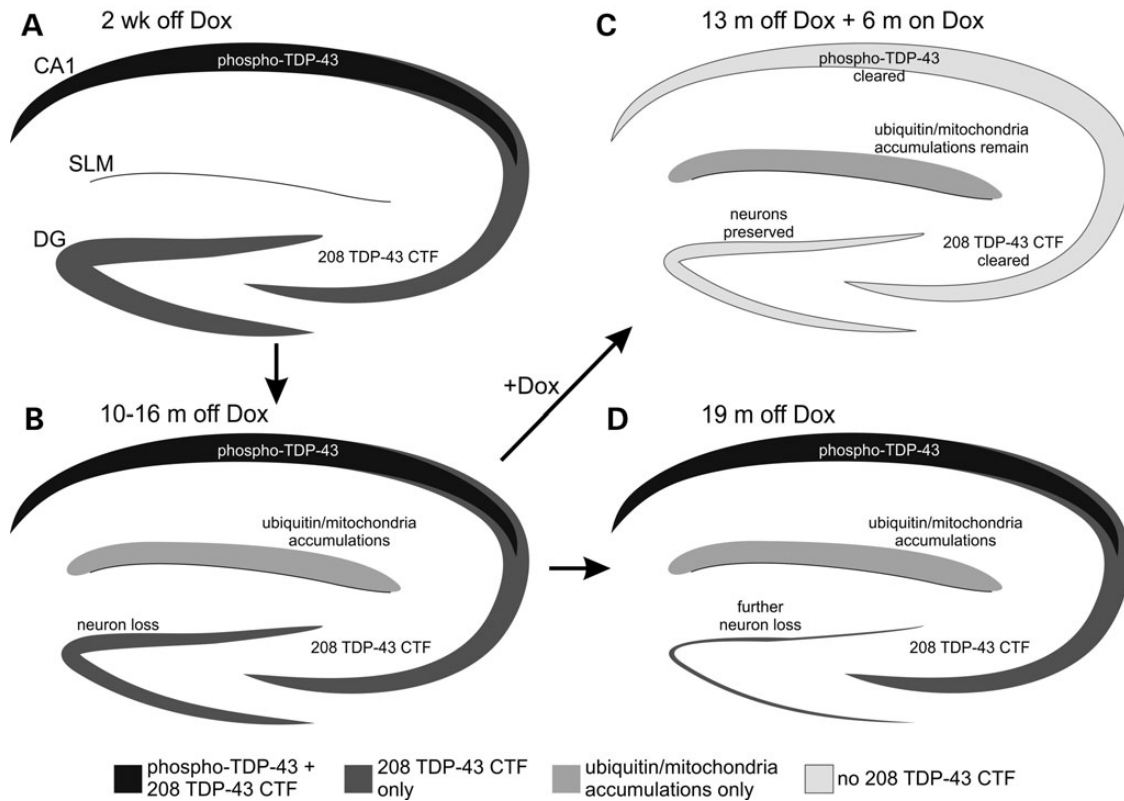 A
2 wk off Dox
CA1
phospho-TDP-43
SLM
DG
208 TDP-43 CTF
C
13 m off Dox + 6 m on Dox
phospho-TDP-43
cleared
ubiquitin/mitochondria
accumulations remain
neurons
preserved
208 TDP-43 CTF
cleared
+Dox
B
10-16 m off Dox
phospho-TDP-43
ubiquitin/mitochondria
accumulations
neuron loss
208 TDP-43 CTF
D
19 m off Dox
phospho-TDP-43
ubiquitin/mitochondria
accumulations
further
neuron loss
208 TDP-43 CTF
phospho-TDP-43 +
208 TDP-43 CTF
208 TDP-43 CTF
only
ubiquitin/mitochondria
accumulations only
no 208 TDP-43 CTF